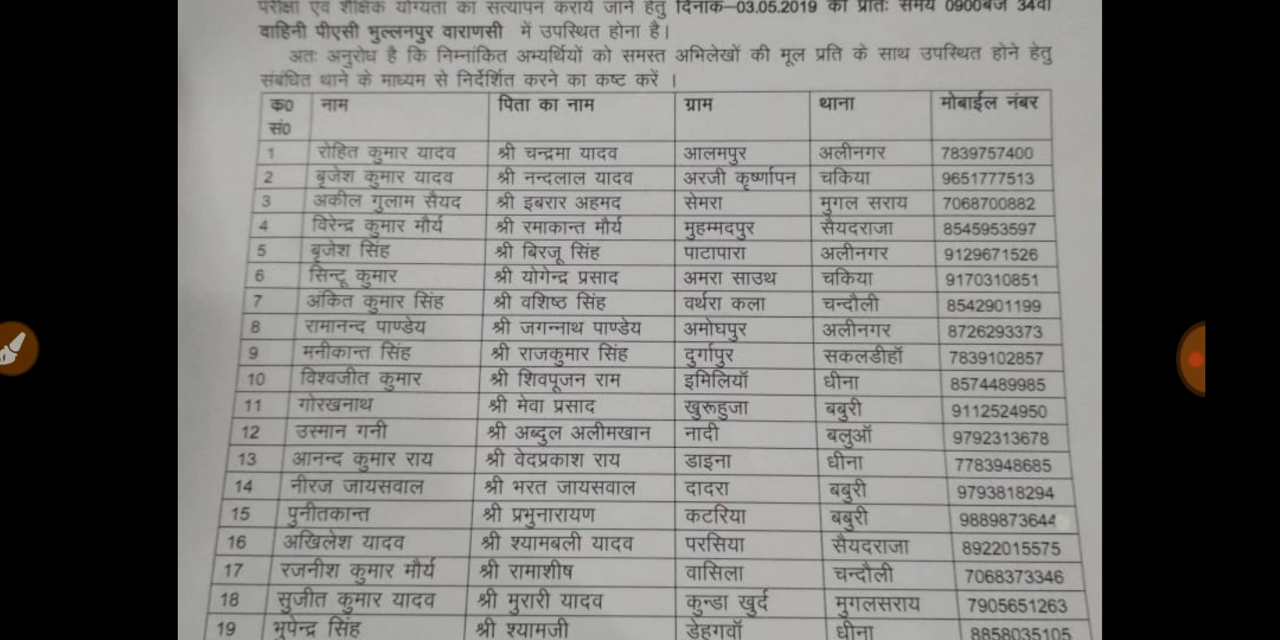 परीक्षा एवं शैक्षिक योग्यता का सत्यापन कराये जाने हेतु दिनांक–03.05.2019 को प्रातः समय 0900बजे 34वी
वाहिनी पीएसी भुल्लनपुर वाराणसी में उपस्थित होना है।
अतः अनुरोध है कि निम्नांकित अभ्यर्थियों को समस्त अभिलेखों की मूल प्रति के साथ उपस्थित होने हेतु
संबंधित थाने के माध्यम से निर्देर्शित करने का कष्ट करें ।
क0 सं0 नाम पिता का नाम ग्राम थाना मोबाईल नंबर
1 रोहित कुमार यादव श्री चन्द्रमा यादव आलमपुर अलीनगर 7839757400
2 बृजेश कुमार यादव श्री नन्दलाल यादव अरजी कृर्ष्णापन चकिया 9651777513
3 अकील गुलाम सैयद श्री इबरार अहमद सेमरा मुगल सराय 7068700882
4 विरेन्द्र कुमार मौर्य श्री रमाकान्त मौर्य मुहम्मदपुर सैयदराजा 8545953597
5 बृजेश सिंह श्री बिरजू सिंह पाटापारा अलीनगर 9129671526
6 सिन्टू कुमार श्री योगेन्द्र प्रसाद अमरा साउथ चकिया 9170310851
7 अंकित कुमार सिंह श्री वशिष्ठ सिंह वर्थरा कला चन्दौली 8542901199
8 रामानन्द पाण्डेय श्री जगन्नाथ पाण्डेय अमोघपुर अलीनगर 8726293373
9 मनीकान्त सिंह श्री राजकुमार सिंह दुर्गापुर सकलडीहॉ 7839102857
10 विश्वजीत कुमार श्री शिवपूजन राम इमिलियॉ धीना 8574489985
11 गोरखनाथ श्री मेवा प्रसाद खुरूहुजा बबुरी 9112524950
12 उस्मान गनी श्री अब्दुल अलीमखान नादी बलुऑ 9792313678
13 आनन्द कुमार राय श्री वेदप्रकाश राय डाइना धीना 7783948685
14 नीरज जायसवाल श्री भरत जायसवाल दादरा बबुरी 9793818294
15 पुनीतकान्त श्री प्रभुनारायण कटरिया बबुरी 9889873644
16 अखिलेश यादव श्री श्यामबली यादव परसिया सैयदराजा 8922015575
17 रजनीश कुमार मौर्य श्री रामाशीष वासिला चन्दौली 7068373346
18 सुजीत कुमार यादव श्री मुरारी यादव कुन्डा खुर्द मुगलसराय 7905651263
19 भूपेन्द्र सिंह श्री श्यामजी डेहगवॉ धीना 8858035105